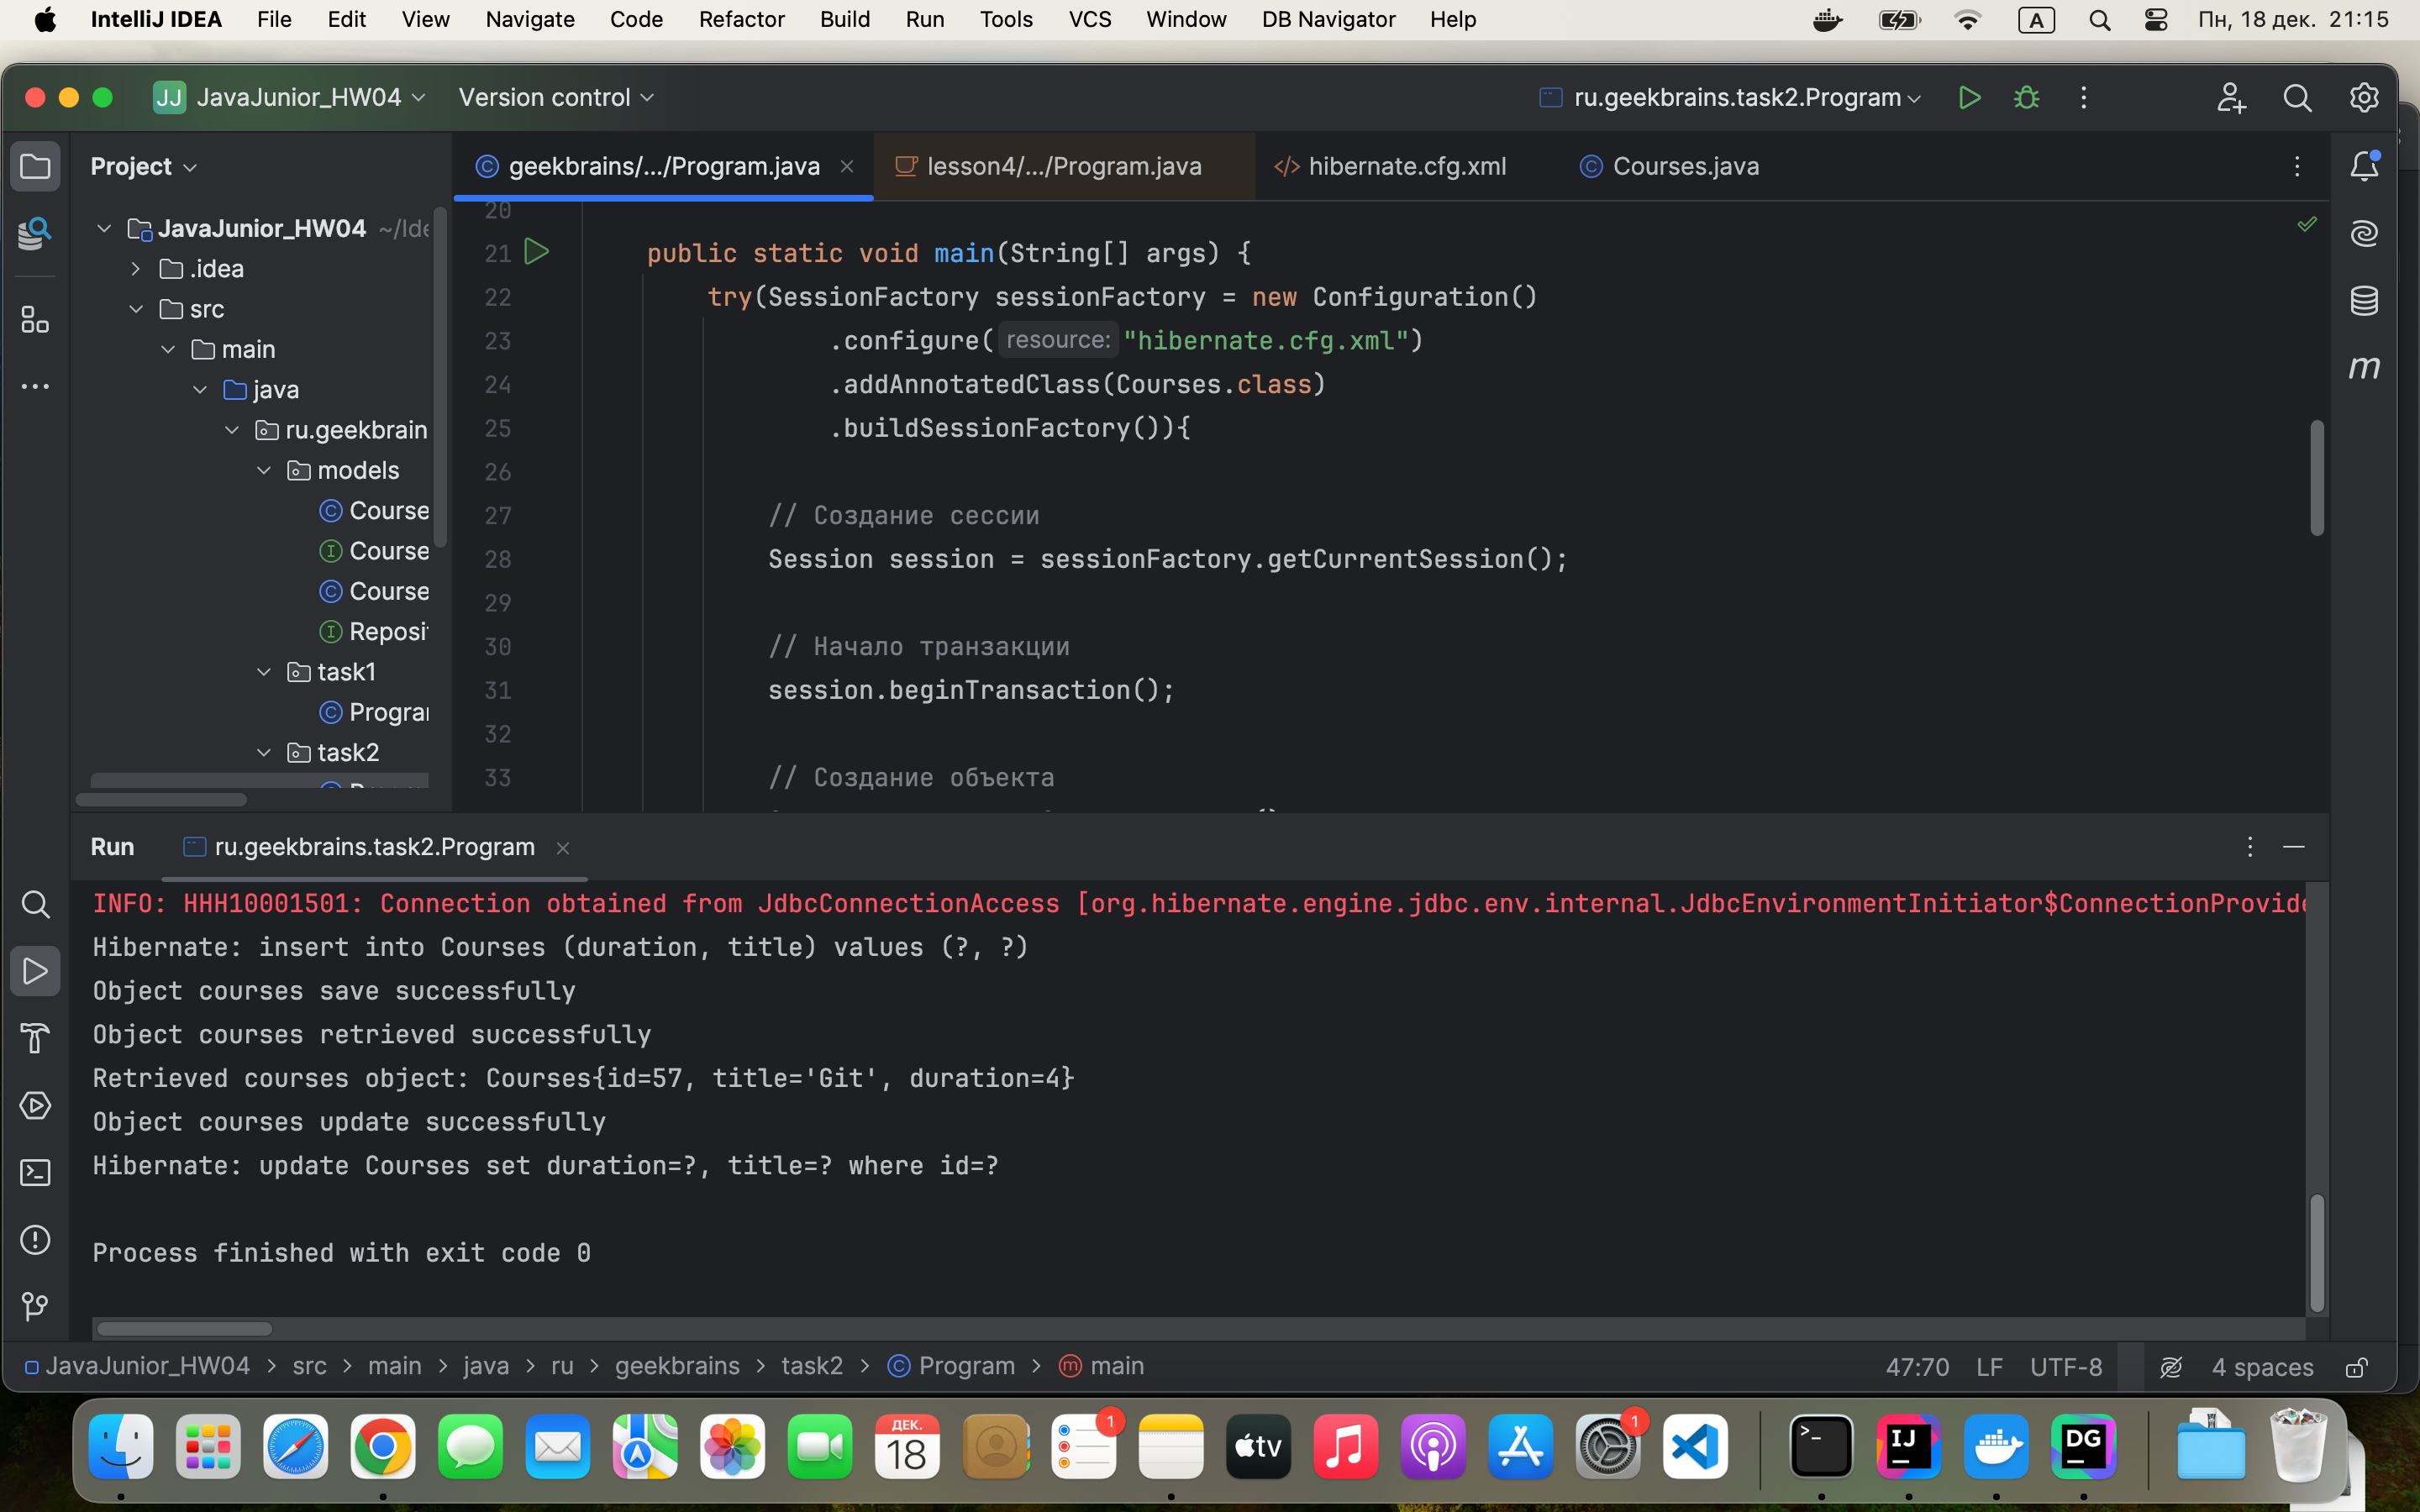 IntelliJ IDEA File Edit View Navigate Code Refactor Build Run Tools VCS Window DB Navigator Help A Пн, 18 дек. 21:15
JJ JavaJunior_HW04 Version control ru.geekbrains.task2.Program
Project
geekbrains/.../Program.java lesson4/.../Program.java hibernate.cfg.xml Courses.java
JavaJunior_HW04 ~/Ide
.idea
src
main
java
ru.geekbrain
models
Course
Course
Course
Reposi
task1
Progra
task2
20
21 public static void main(String[] args) {
22 try(SessionFactory sessionFactory = new Configuration()
23 .configure( resource: "hibernate.cfg.xml")
24 .addAnnotatedClass(Courses.class)
25 .buildSessionFactory()){
26
27 // Создание сессии
28 Session session = sessionFactory.getCurrentSession();
29
30 // Начало транзакции
31 session.beginTransaction();
32
33 // Создание объекта
m
Run ru.geekbrains.task2.Program
INFO: HHH10001501: Connection obtained from JdbcConnectionAccess [org.hibernate.engine.jdbc.env.internal.JdbcEnvironmentInitiator$ConnectionProvide
Hibernate: insert into Courses (duration, title) values (?, ?)
Object courses save successfully
Object courses retrieved successfully
Retrieved courses object: Courses{id=57, title='Git', duration=4}
Object courses update successfully
Hibernate: update Courses set duration=?, title=? where id=?
Process finished with exit code 0
JavaJunior_HW04 > src > main > java > ru > geekbrains > task2 > Program > main 47:70 LF UTF-8 4 spaces
ДЕК.
18
1
tv
1
IJ
DG